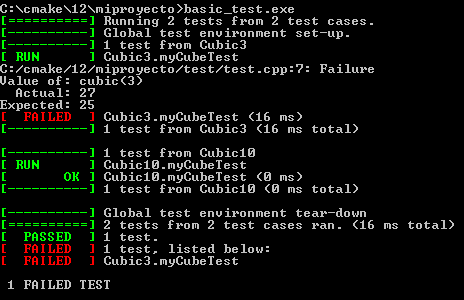 C:\cmake\12\miproyecto>basic_test.exe
[==========] Running 2 tests from 2 test cases.
[----------] Global test environment set-up.
[----------] 1 test from Cubic3
[ RUN      ] Cubic3.myCubeTest
C:/cmake/12/miproyecto/test/test.cpp:7: Failure
Value of: cubic(3)
  Actual: 27
Expected: 25
[  FAILED  ] Cubic3.myCubeTest (16 ms)
[----------] 1 test from Cubic3 (16 ms total)

[----------] 1 test from Cubic10
[ RUN      ] Cubic10.myCubeTest
[       OK ] Cubic10.myCubeTest (0 ms)
[----------] 1 test from Cubic10 (0 ms total)

[----------] Global test environment tear-down
[==========] 2 tests from 2 test cases ran. (16 ms total)
[  PASSED  ] 1 test.
[  FAILED  ] 1 test, listed below:
[  FAILED  ] Cubic3.myCubeTest

 1 FAILED TEST